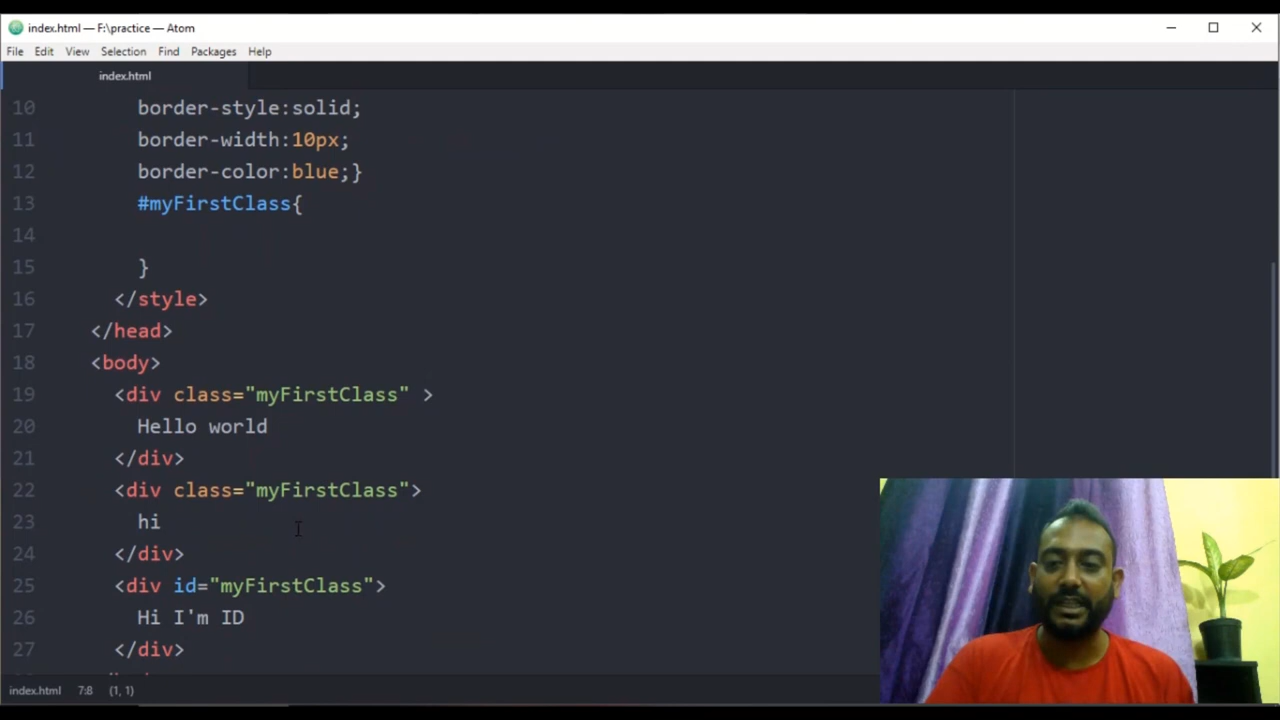 index.html — F:\practice — Atom
File Edit View Selection Find Packages Help
index.html
10 border-style:solid;
11 border-width:10px;
12 border-color:blue;}
13 #myFirstClass{
14
15 }
16 </style>
17 </head>
18 <body>
19 <div class="myFirstClass" >
20 Hello world
21 </div>
22 <div class="myFirstClass">
23 hi
24 </div>
25 <div id="myFirstClass">
26 Hi I'm ID
27 </div>
index.html 7:8 (1, 1)